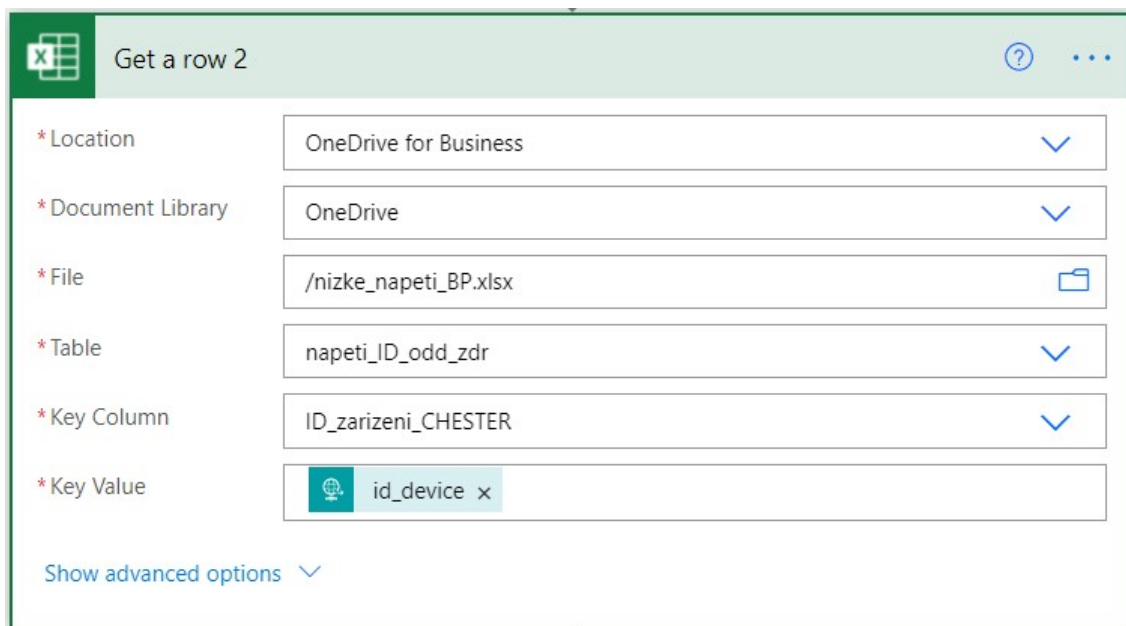 Get a row 2
* Location
OneDrive for Business
* Document Library
OneDrive
* File
/nizke_napeti_BP.xlsx
* Table
napeti_ID_odd_zdr
* Key Column
ID_zarizeni_CHESTER
* Key Value
id_device ×
Show advanced options